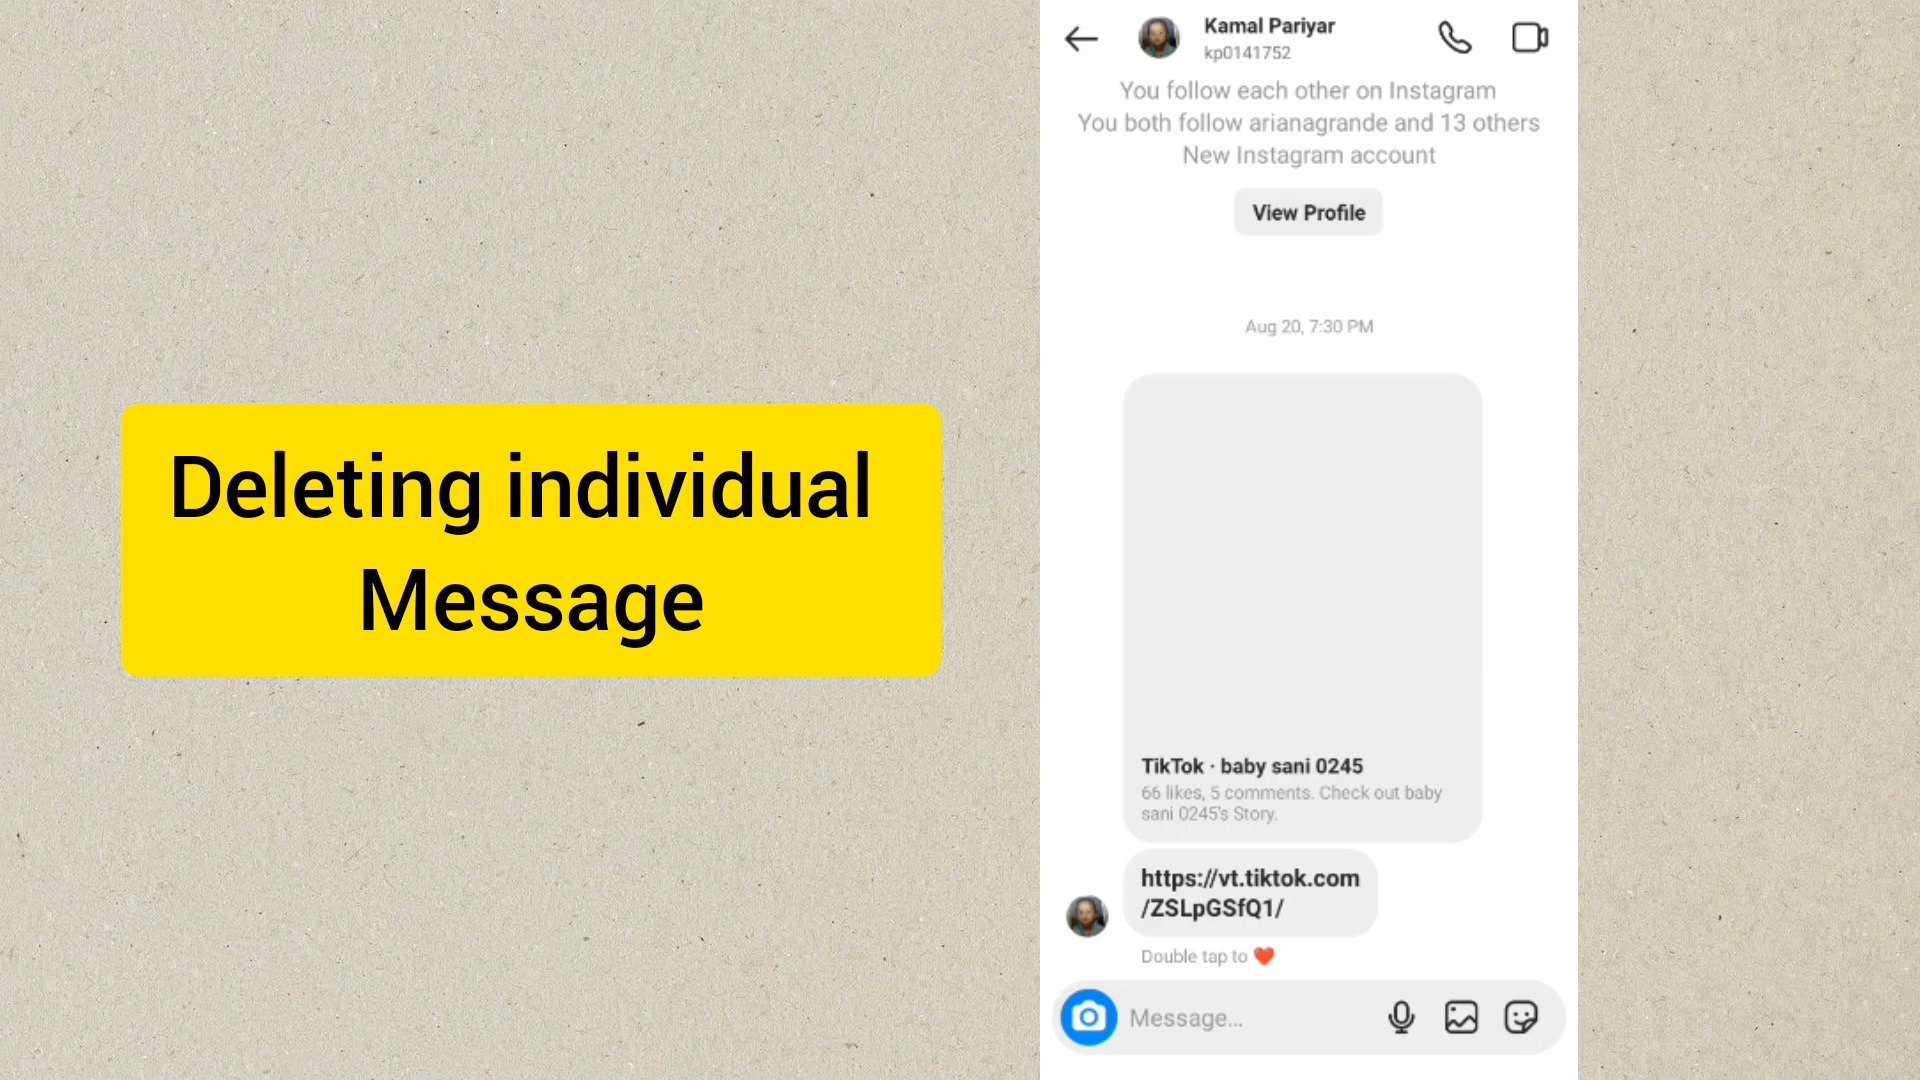 Deleting individual
Message
Kamal Pariyar
kp0141752
You follow each other on Instagram
You both follow arianagrande and 13 others
New Instagram account
View Profile
Aug 20, 7:30 PM
TikTok · baby sani 0245
66 likes, 5 comments. Check out baby
sani 0245's Story.
https://vt.tiktok.com
/ZSLpGSfQ1/
Double tap to ❤️
Message...